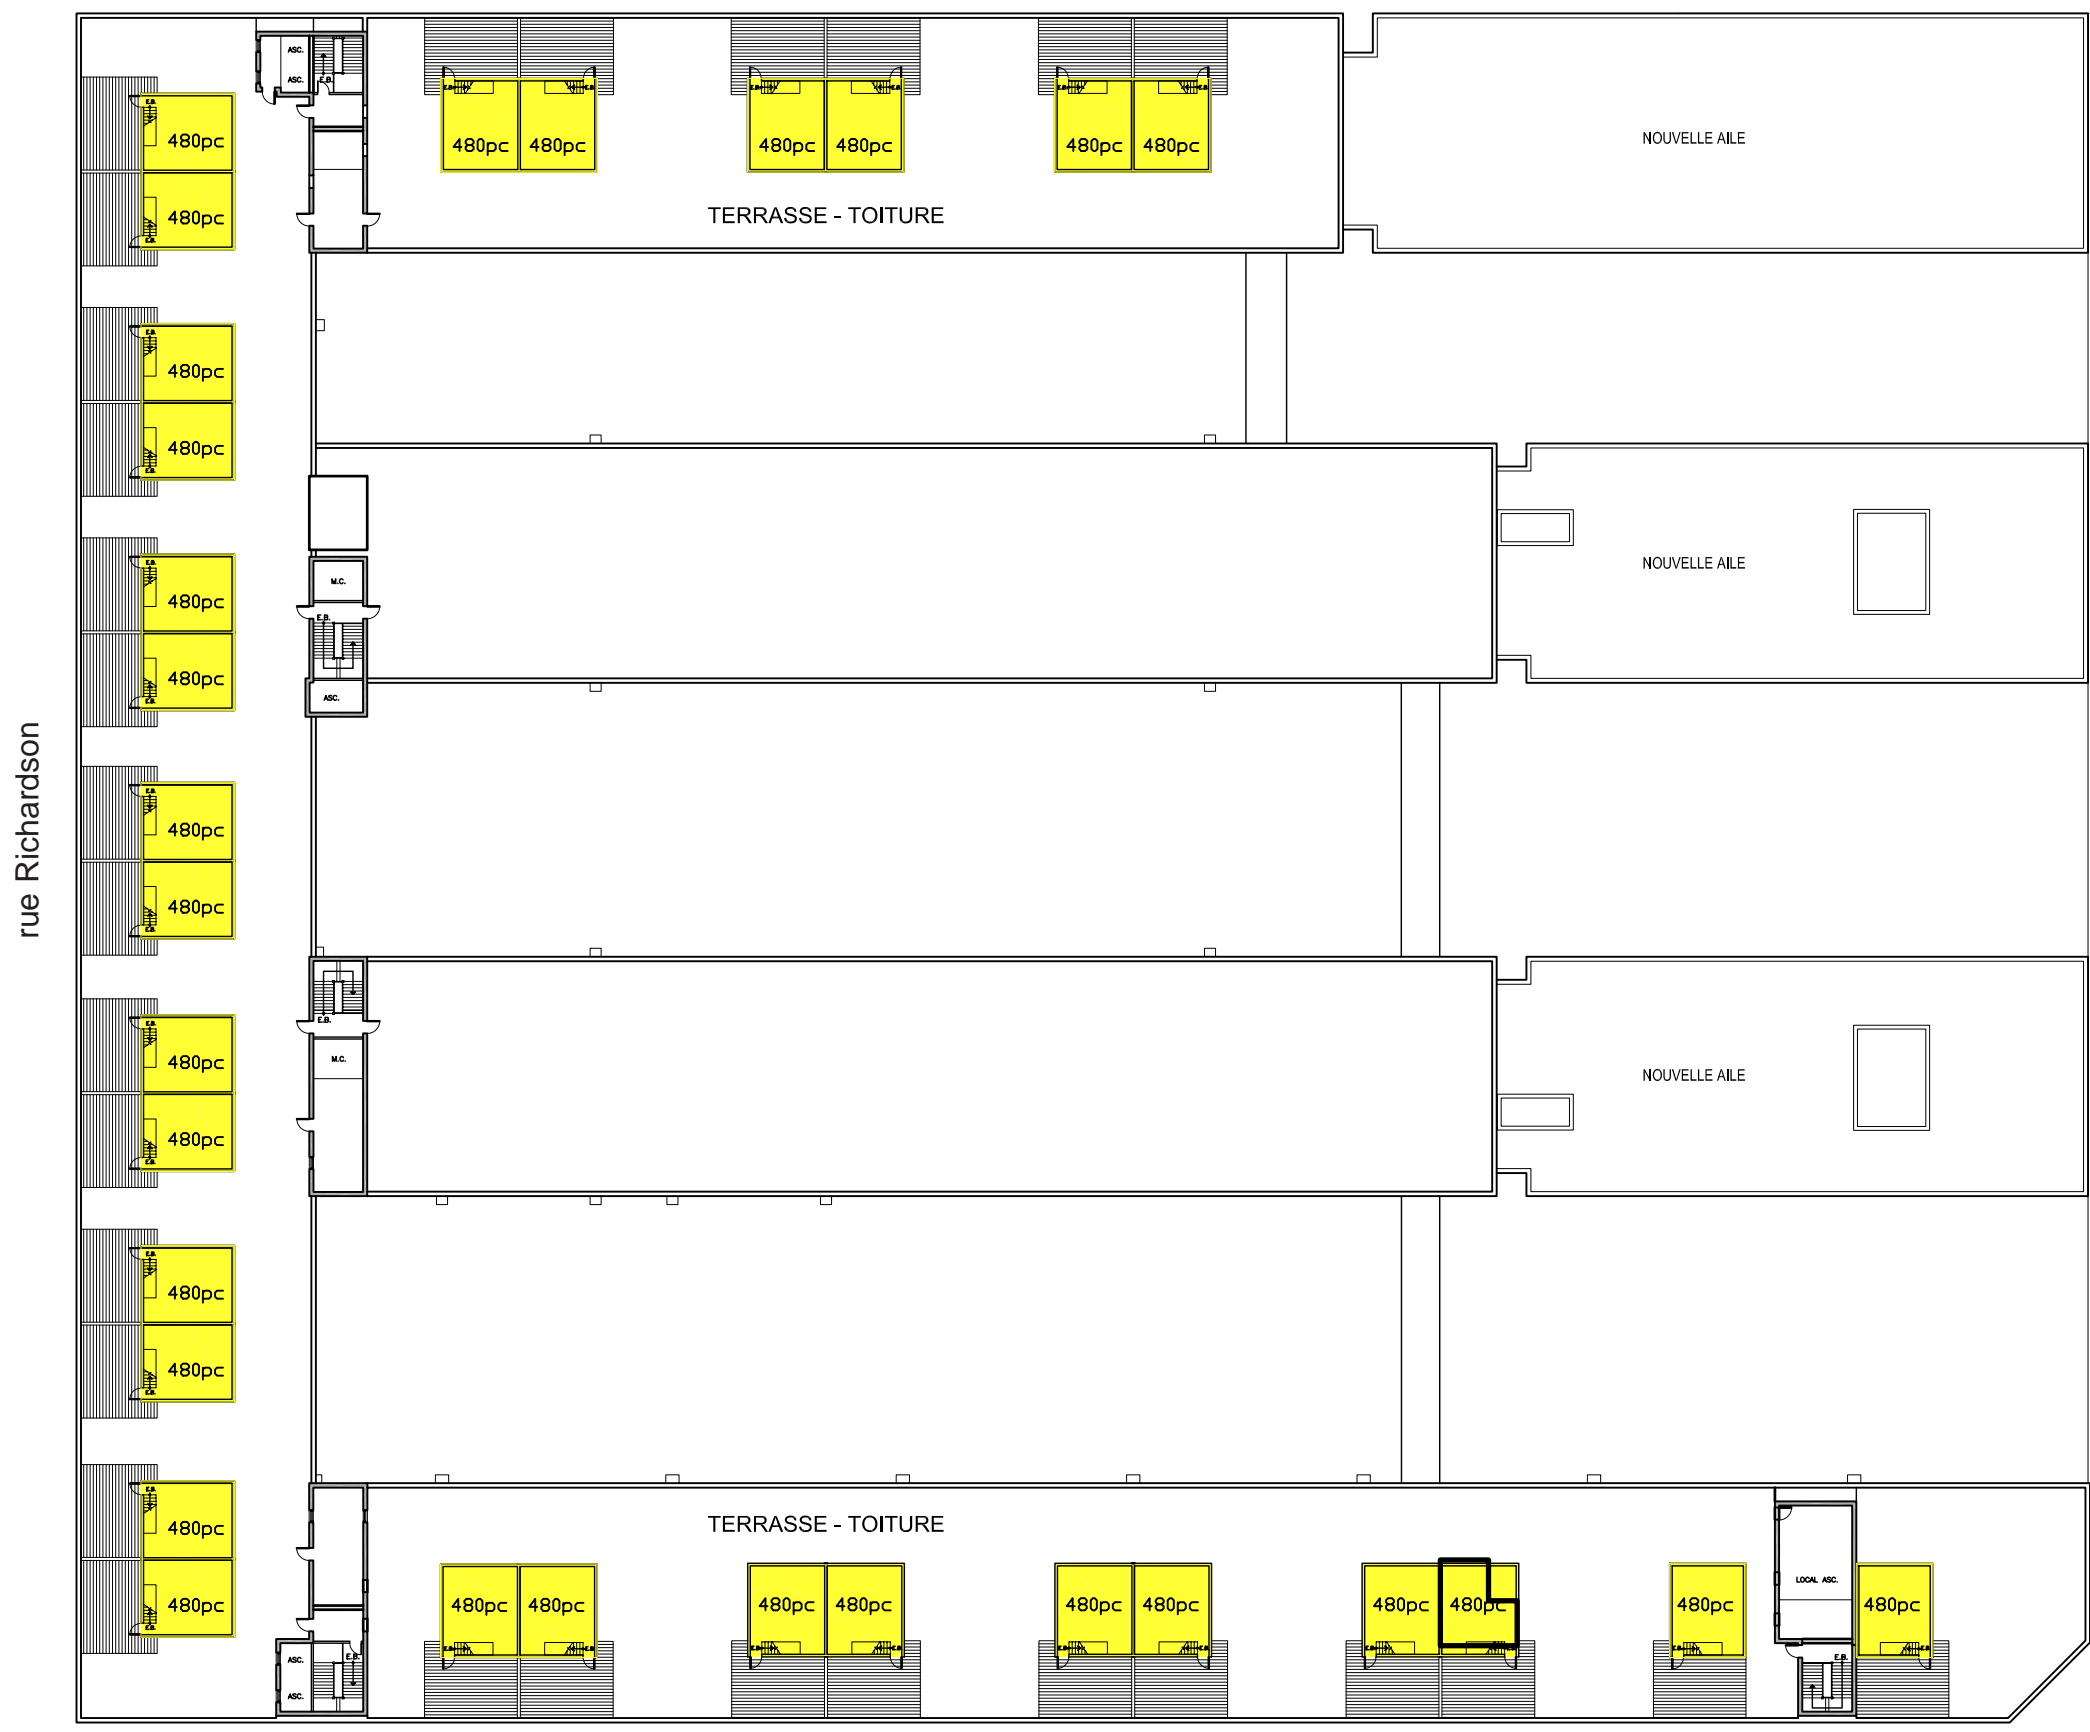 ASC.
ASC.
E.B.
E.B. E.B. E.B. E.B. E.B. E.B.
E.B.
480pc
480pc 480pc 480pc 480pc 480pc 480pc
NOUVELLE AILE
480pc
E.B.
TERRASSE - TOITURE
E.B.
480pc
480pc
E.B.
E.B.
480pc
M.C.
NOUVELLE AILE
E.B.
480pc
E.B.
ASC.
rue Richardson
E.B.
480pc
480pc
E.B.
E.B.
E.B.
480pc
M.C.
NOUVELLE AILE
480pc
E.B.
E.B.
480pc
480pc
E.B.
E.B.
480pc
TERRASSE - TOITURE
LOCAL ASC.
480pc
480pc 480pc 480pc 480pc 480pc 480pc 480pc 480pc 480pc 480pc
E.B.
E.B. E.B. E.B. E.B. E.B. E.B. E.B. E.B. E.B. E.B.
ASC.
E.B.
E.B.
ASC.